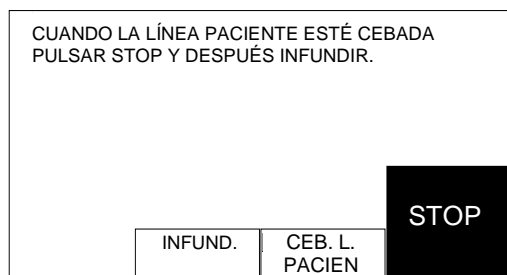 CUANDO LA LÍNEA PACIENTE ESTÉ CEBADA
PULSAR STOP Y DESPUÉS INFUNDIR.
STOP
INFUND.
CEB. L.
PACIEN